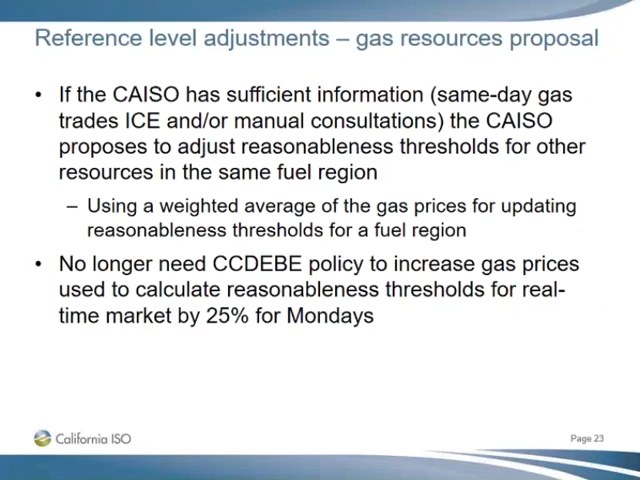 Reference level adjustments – gas resources proposal
• If the CAISO has sufficient information (same-day gas
trades ICE and/or manual consultations) the CAISO
proposes to adjust reasonableness thresholds for other
resources in the same fuel region
– Using a weighted average of the gas prices for updating
reasonableness thresholds for a fuel region
• No longer need CCDEBE policy to increase gas prices
used to calculate reasonableness thresholds for real-
time market by 25% for Mondays
California ISO
Page 23